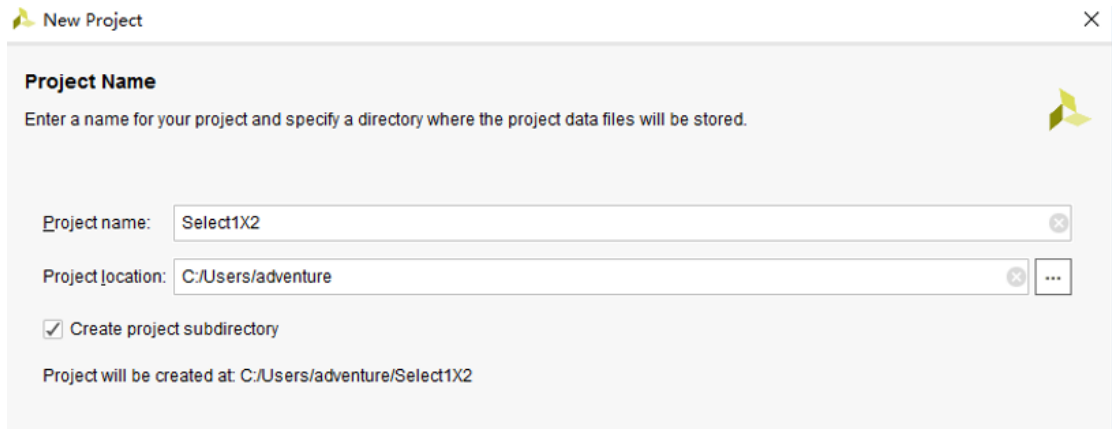 New Project
Project Name
Enter a name for your project and specify a directory where the project data files will be stored.
Project name: Select1X2
Project location: C:/Users/adventure ...
Create project subdirectory
Project will be created at: C:/Users/adventure/Select1X2